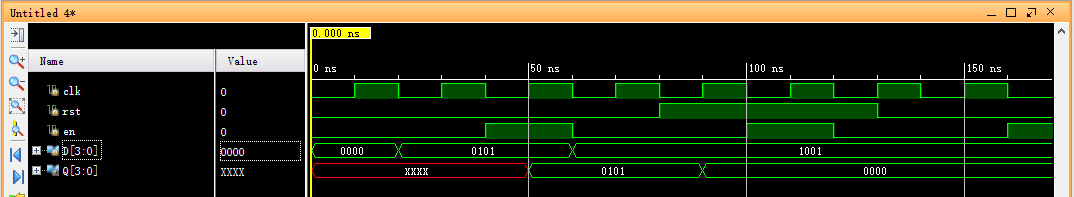 Untitled 4*
0.000 ns
Name Value
0 ns 50 ns 100 ns 150 ns
clk 0
rst 0
en 0
D[3:0] 0000 0000 0101 1001
Q[3:0] XXXX XXXX 0101 0000